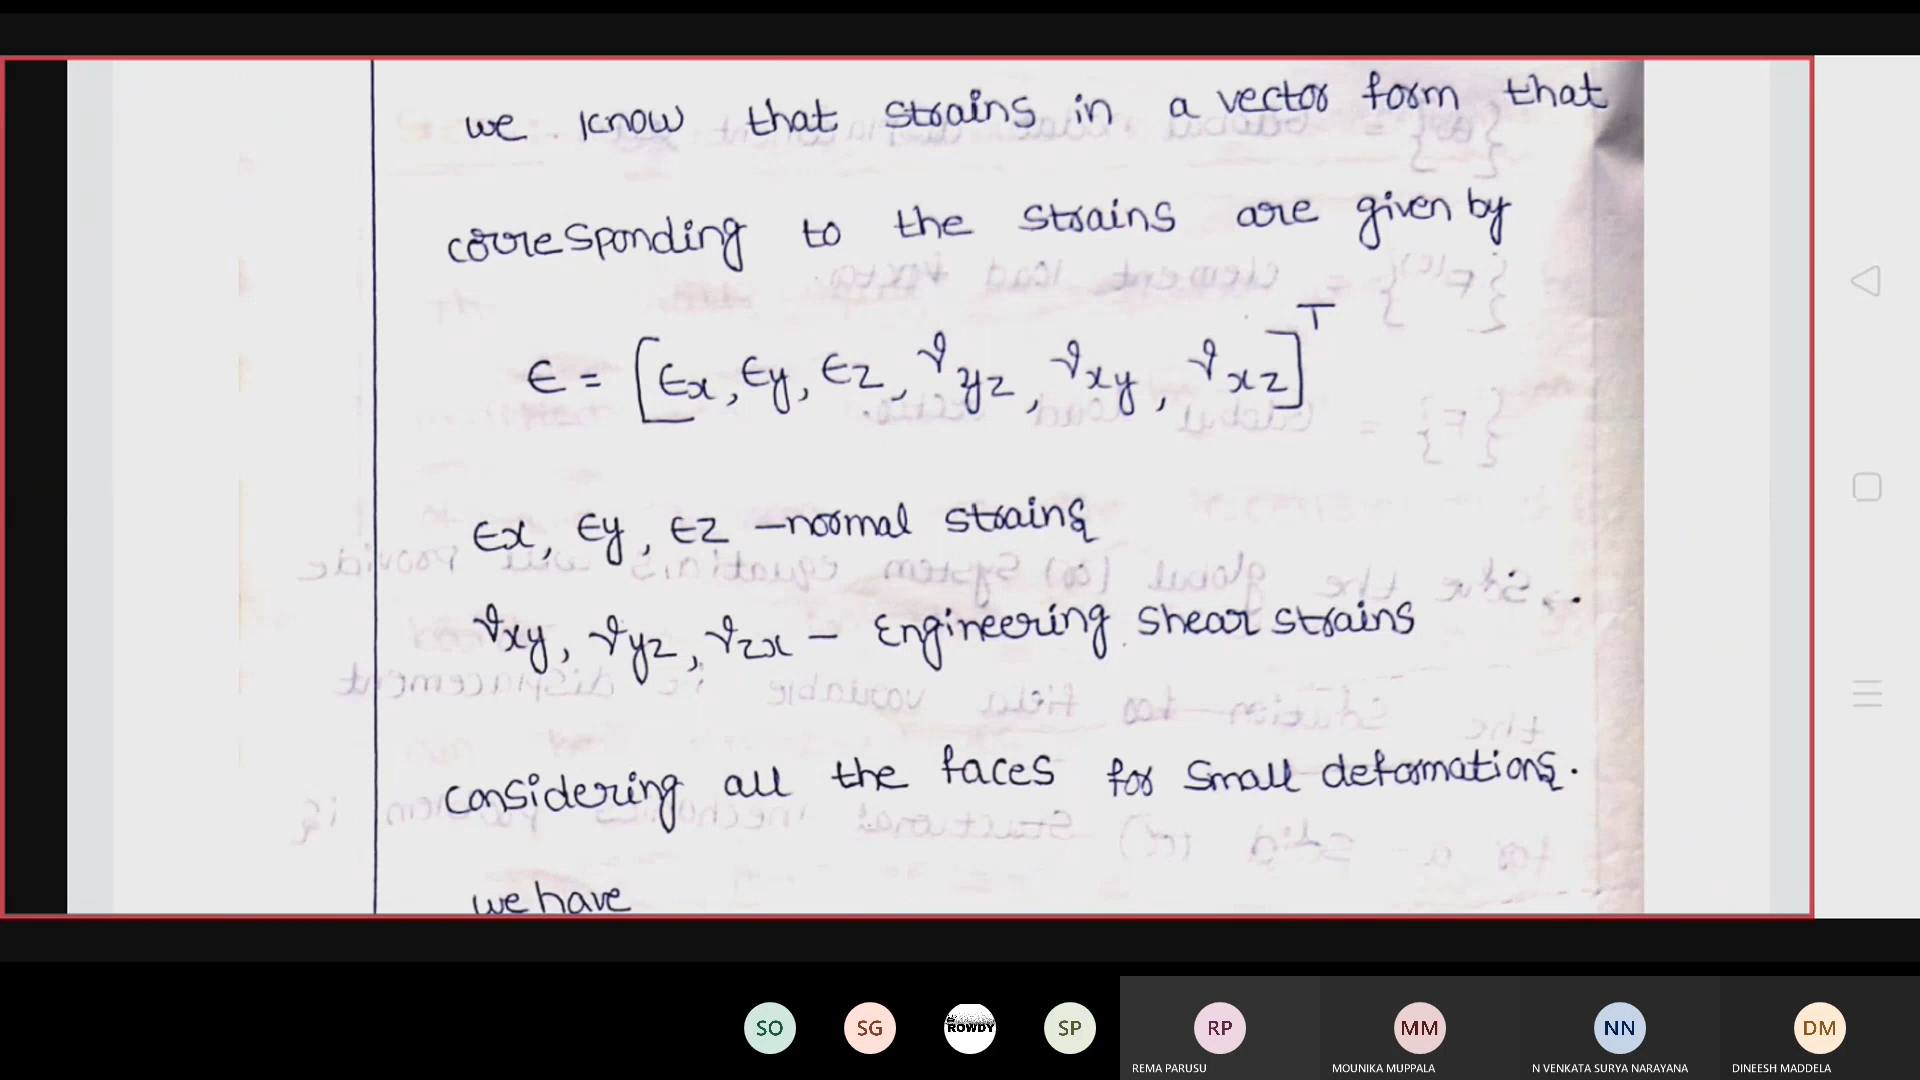 we know that strains in a vector form that
corresponding to the strains are given by
ϵ = [ϵx, ϵy, ϵz, γyz, γxy, γxz]ᵀ
ϵx, ϵy, ϵz – normal strains
γxy, γyz, γzx – Engineering shear strains
considering all the faces for small deformations.
we have
SO SG ROWDY SP RP MM NN DM
REMA PARUSU MOUNIKA MUPPALA N VENKATA SURYA NARAYANA DINEESH MADDELA